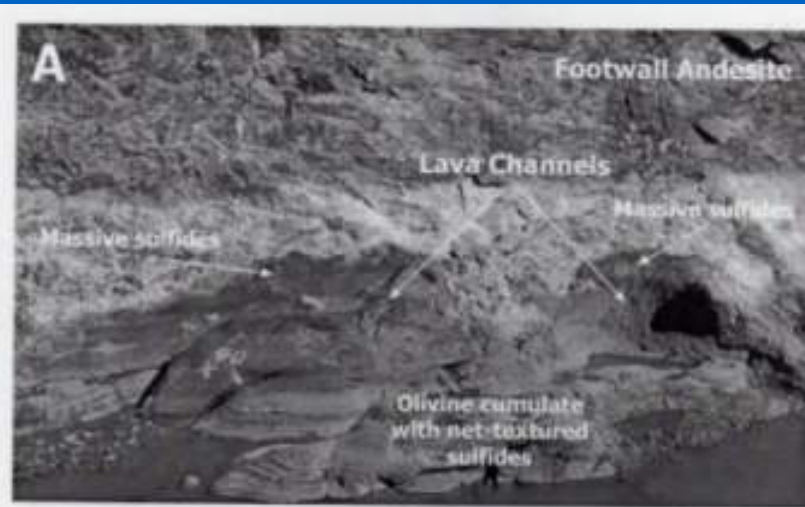 A
Footwall Andesite
Lava Channels
Massive sulfides
Massive sulfides
Olivine cumulate
with net-textured
sulfides